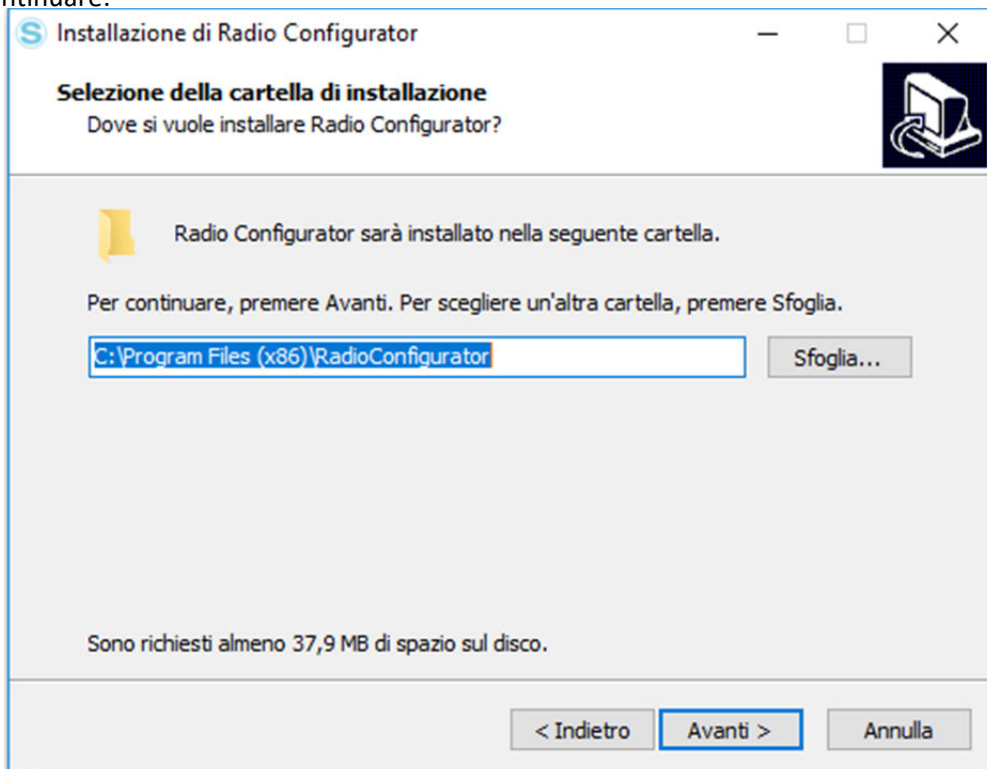 ntinuare.
S Installazione di Radio Configurator
Selezione della cartella di installazione
Dove si vuole installare Radio Configurator?
Radio Configurator sarà installato nella seguente cartella.
Per continuare, premere Avanti. Per scegliere un'altra cartella, premere Sfoglia.
C:\Program Files (x86)\RadioConfigurator
Sfoglia...
Sono richiesti almeno 37,9 MB di spazio sul disco.
< Indietro Avanti > Annulla